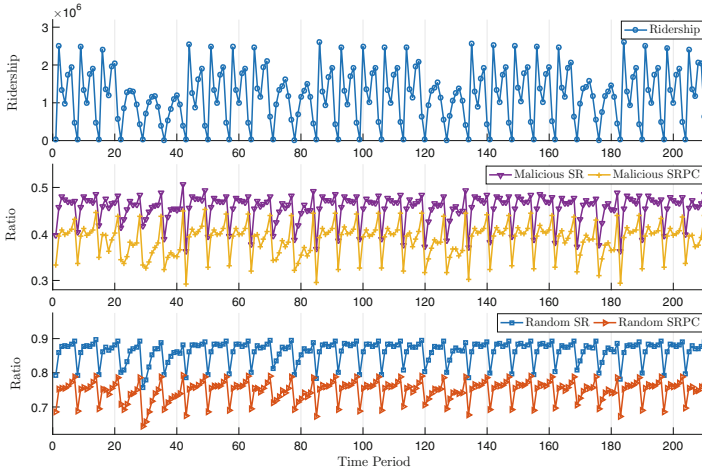 ×10⁶
3
2
1
0
Ridership
Ridership
0 20 40 60 80 100 120 140 160 180 200
0.5
0.4
0.3
Ratio
Malicious SR Malicious SRPC
0 20 40 60 80 100 120 140 160 180 200
0.9
0.8
0.7
Ratio
Random SR Random SRPC
0 20 40 60 80 100 120 140 160 180 200
Time Period